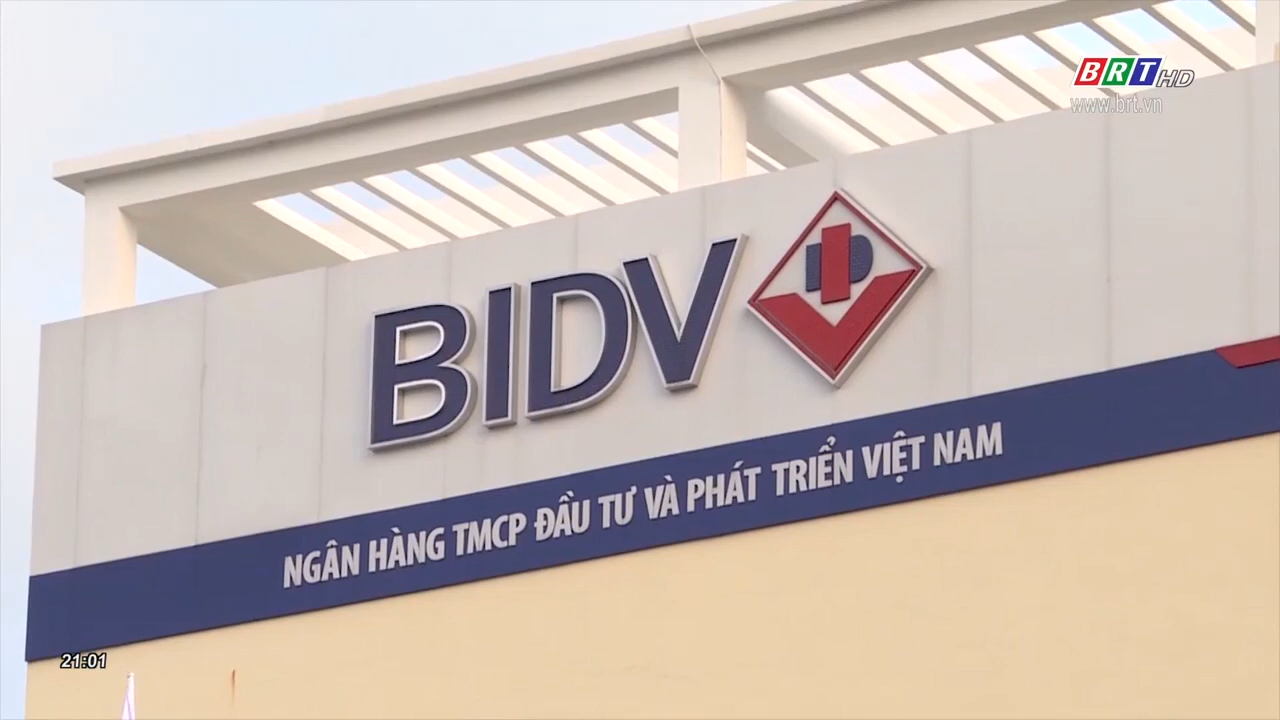 BRT HD
www.brt.vn
BIDV
NGÂN HÀNG TMCP ĐẦU TƯ VÀ PHÁT TRIỂN VIỆT NAM
21:01